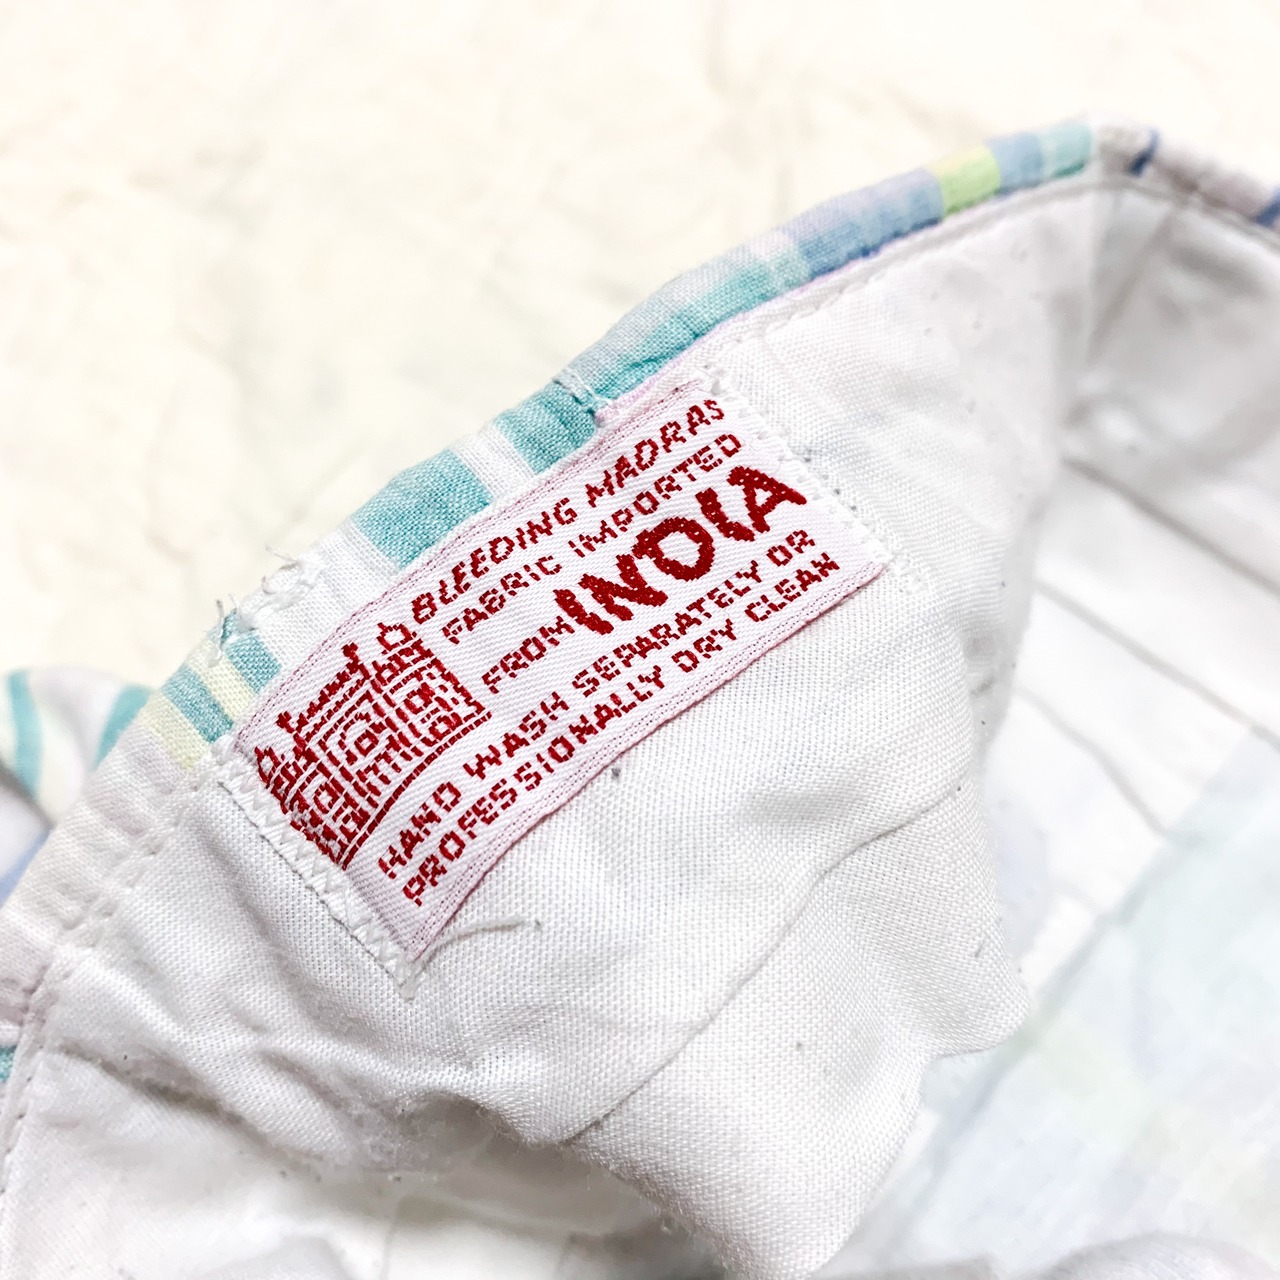 BLEEDING MADRAS
FABRIC IMPORTED
FROM INDIA
HAND WASH SEPARATELY OR
PROFESSIONALLY DRY CLEAN